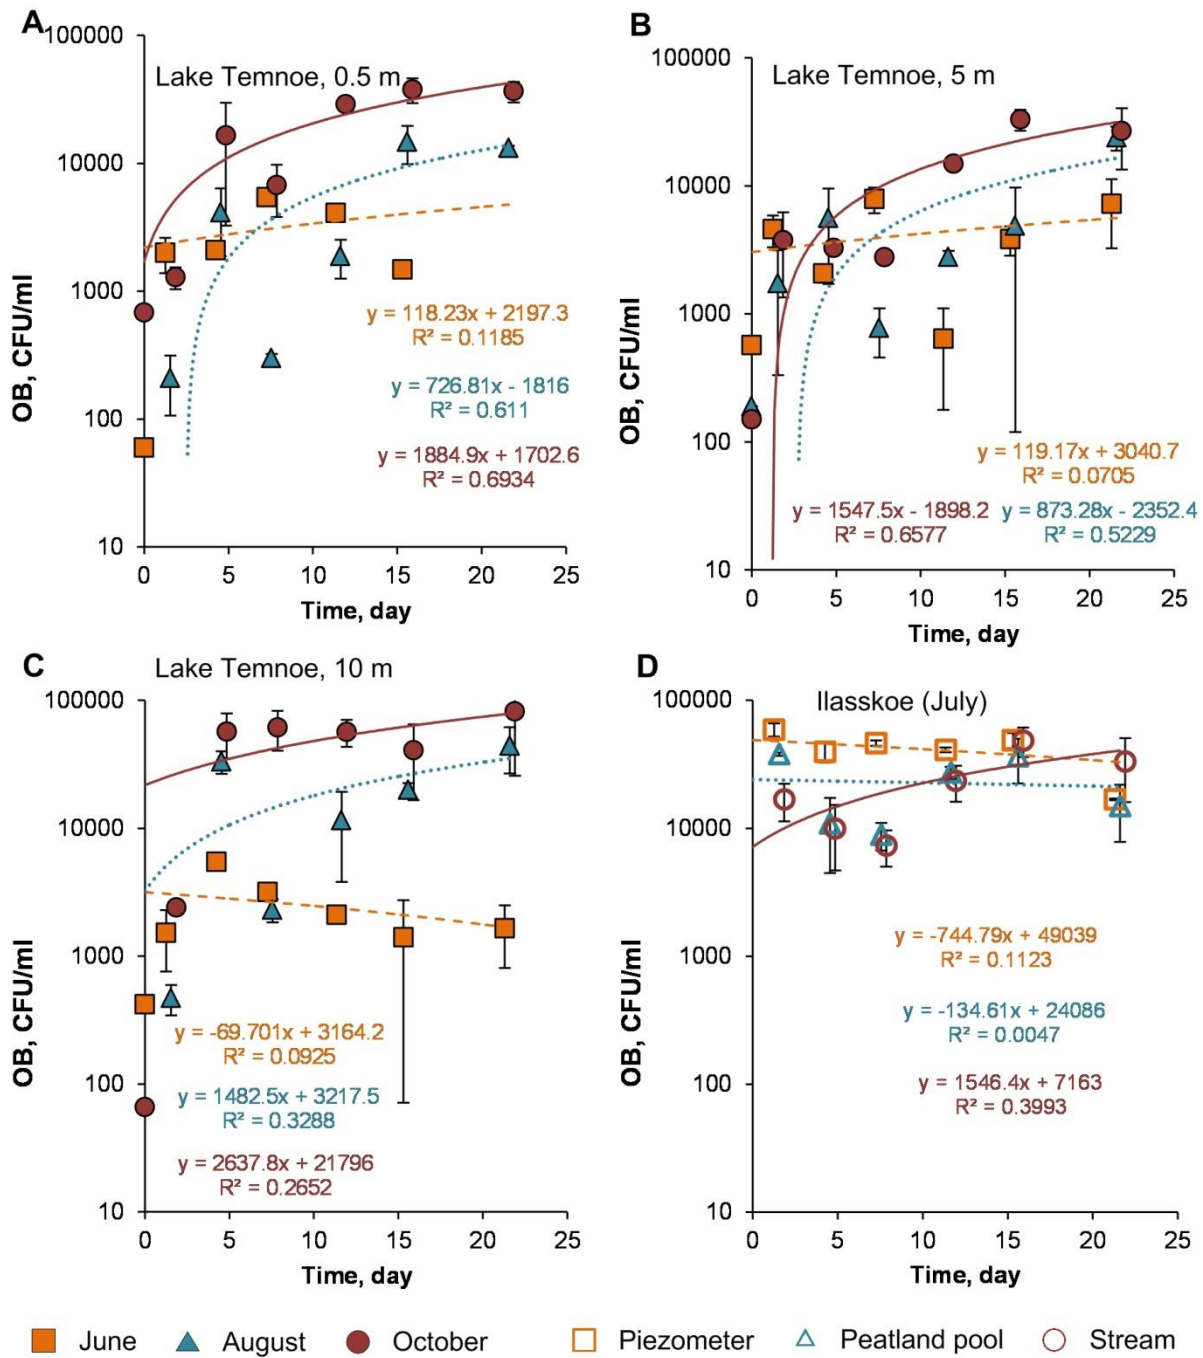 A
Lake Temnoe, 0.5 m
100000
10000
1000
100
10
OB, CFU/ml
y = 118.23x + 2197.3
R² = 0.1185
y = 726.81x - 1816
R² = 0.611
y = 1884.9x + 1702.6
R² = 0.6934
0 5 10 15 20 25
Time, day
B
Lake Temnoe, 5 m
100000
10000
1000
100
10
OB, CFU/ml
y = 119.17x + 3040.7
R² = 0.0705
y = 1547.5x - 1898.2
R² = 0.6577
y = 873.28x - 2352.4
R² = 0.5229
0 5 10 15 20 25
Time, day
C
Lake Temnoe, 10 m
100000
10000
1000
100
10
OB, CFU/ml
y = -69.701x + 3164.2
R² = 0.0925
y = 1482.5x + 3217.5
R² = 0.3288
y = 2637.8x + 21796
R² = 0.2652
0 5 10 15 20 25
Time, day
D
Ilasskoe (July)
100000
10000
1000
100
10
OB, CFU/ml
y = -744.79x + 49039
R² = 0.1123
y = -134.61x + 24086
R² = 0.0047
y = 1546.4x + 7163
R² = 0.3993
0 5 10 15 20 25
Time, day
June August October Piezometer Peatland pool Stream